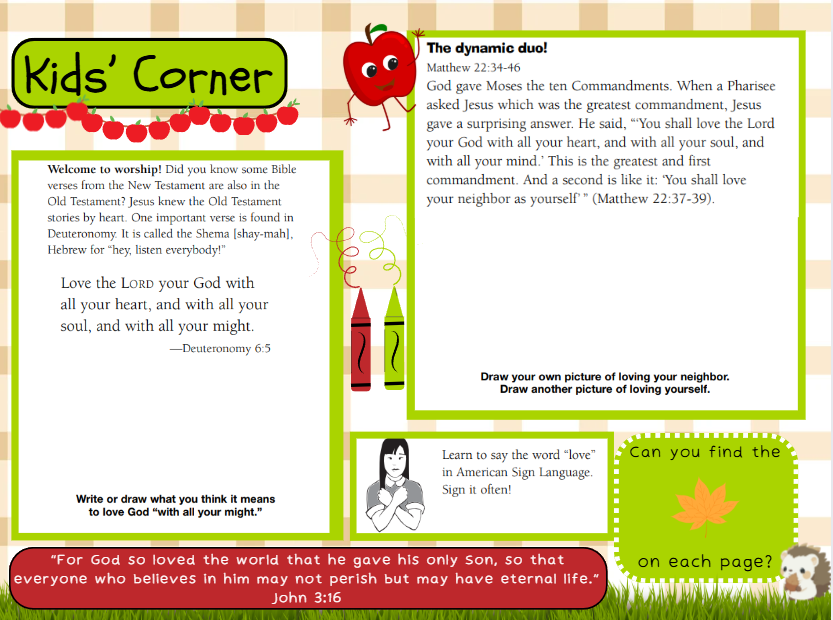 Kids' Corner
Welcome to worship! Did you know some Bible
verses from the New Testament are also in the
Old Testament? Jesus knew the Old Testament
stories by heart. One important verse is found in
Deuteronomy. It is called the Shema [shay-mah],
Hebrew for “hey, listen everybody!”
Love the LORD your God with
all your heart, and with all your
soul, and with all your might.
—Deuteronomy 6:5
Write or draw what you think it means
to love God “with all your might.”
The dynamic duo!
Matthew 22:34-46
God gave Moses the ten Commandments. When a Pharisee
asked Jesus which was the greatest commandment, Jesus
gave a surprising answer. He said, “‘You shall love the Lord
your God with all your heart, and with all your soul, and
with all your mind.’ This is the greatest and first
commandment. And a second is like it: ‘You shall love
your neighbor as yourself’ ” (Matthew 22:37-39).
Draw your own picture of loving your neighbor.
Draw another picture of loving yourself.
Learn to say the word “love”
in American Sign Language.
Sign it often!
Can you find the
on each page?
“For God so loved the world that he gave his only Son, so that
everyone who believes in him may not perish but may have eternal life.”
John 3:16